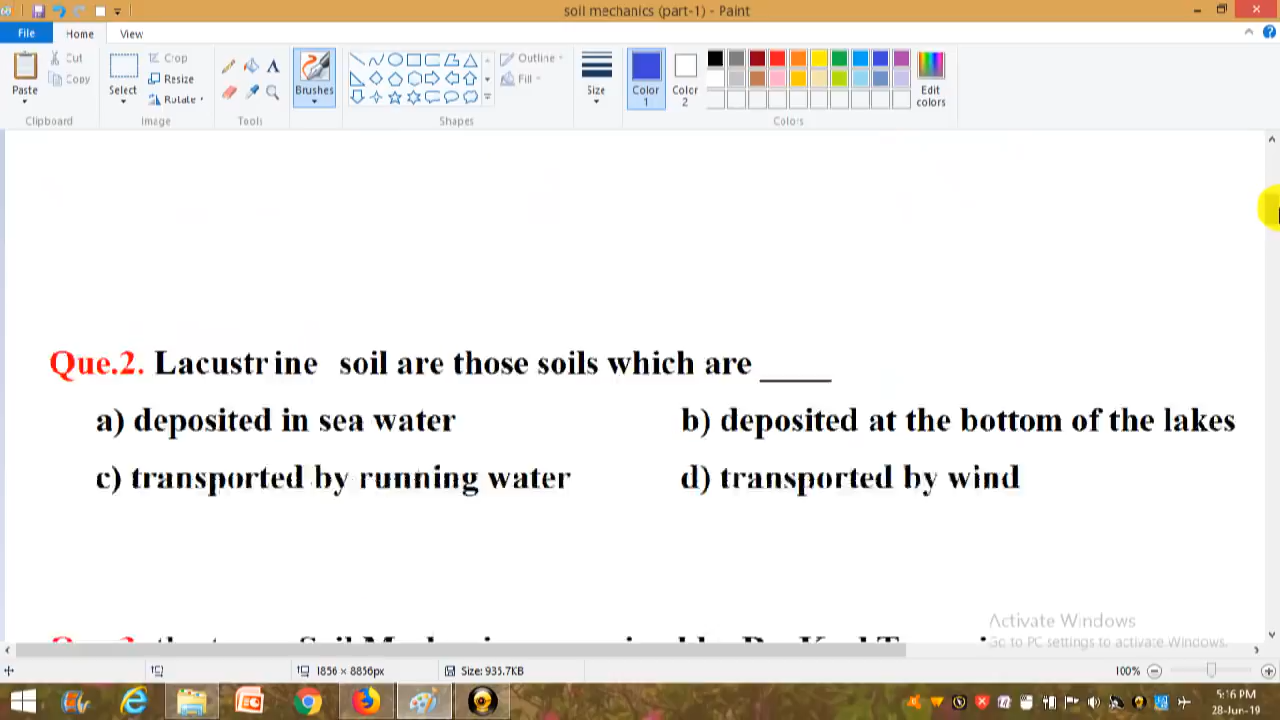 soil mechanics (part-1) - Paint
File Home View
Cut
Copy
Paste
Clipboard
Select
Crop
Resize
Rotate
Image
Tools
Brushes
Shapes
Outline
Fill
Size
Color 1
Color 2
Edit colors
Colors
Que.2. Lacustrine soil are those soils which are _____
a) deposited in sea water b) deposited at the bottom of the lakes
c) transported by running water d) transported by wind
Activate Windows
Go to PC settings to activate Windows.
1856 × 8856px Size: 935.7KB 100%
5:16 PM
28-Jun-19